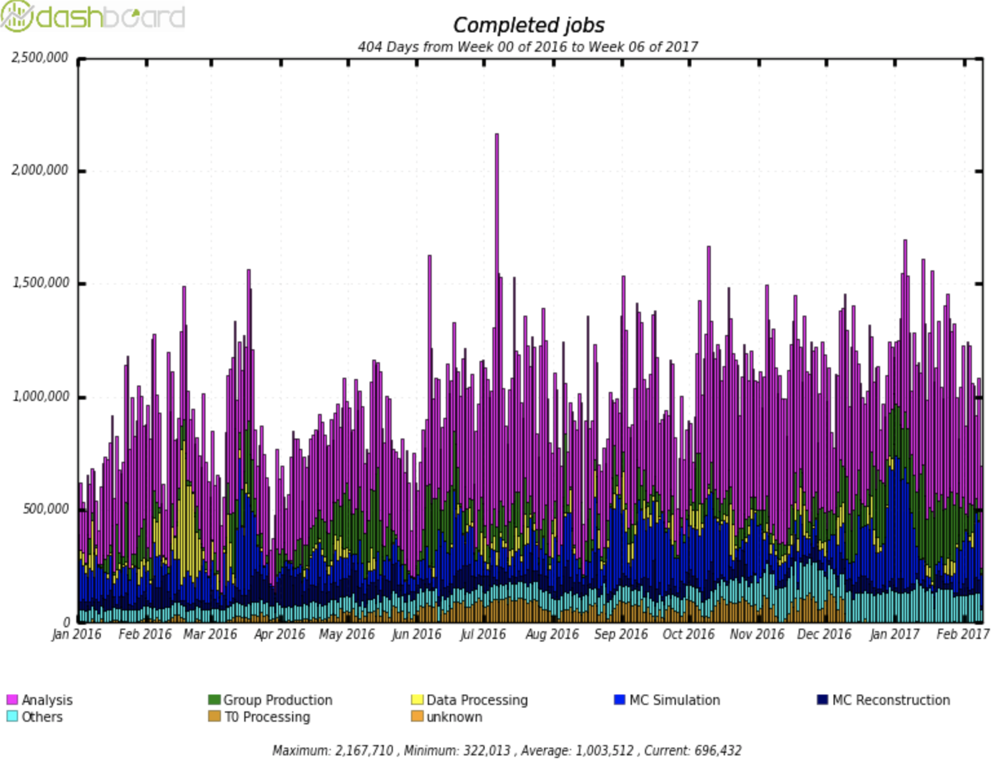 dashboard
Completed jobs
404 Days from Week 00 of 2016 to Week 06 of 2017
2,500,000
2,000,000
1,500,000
1,000,000
500,000
0
Jan 2016 Feb 2016 Mar 2016 Apr 2016 May 2016 Jun 2016 Jul 2016 Aug 2016 Sep 2016 Oct 2016 Nov 2016 Dec 2016 Jan 2017 Feb 2017
Analysis Group Production Data Processing MC Simulation MC Reconstruction
Others T0 Processing unknown
Maximum: 2,167,710 , Minimum: 322,013 , Average: 1,003,512 , Current: 696,432